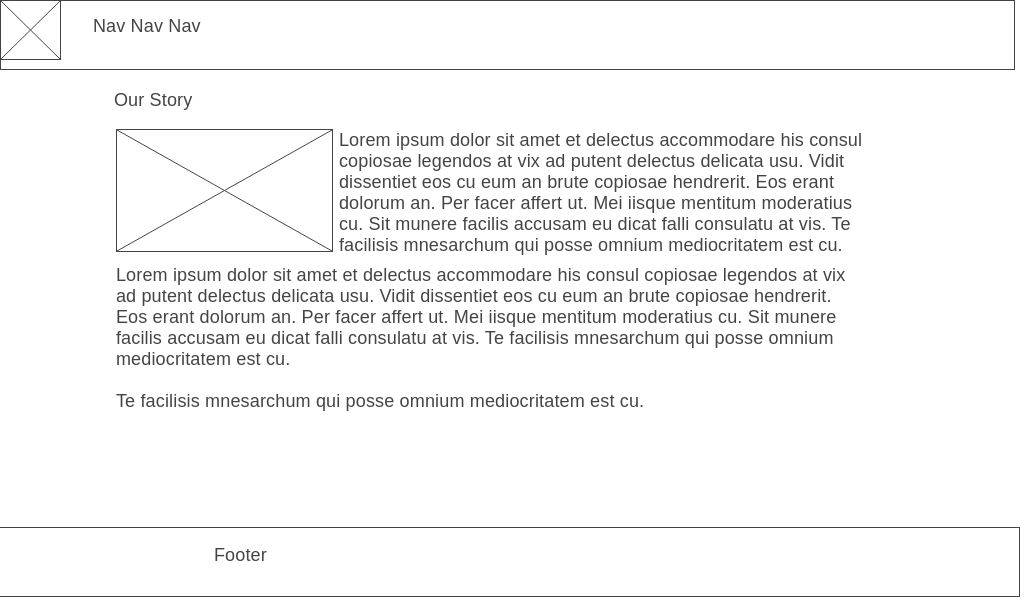 Nav Nav Nav
Our Story
Lorem ipsum dolor sit amet et delectus accommodare his consul
copiosae legendos at vix ad putent delectus delicata usu. Vidit
dissentiet eos cu eum an brute copiosae hendrerit. Eos erant
dolorum an. Per facer affert ut. Mei iisque mentitum moderatius
cu. Sit munere facilis accusam eu dicat falli consulatu at vis. Te
facilisis mnesarchum qui posse omnium mediocritatem est cu.
Lorem ipsum dolor sit amet et delectus accommodare his consul copiosae legendos at vix
ad putent delectus delicata usu. Vidit dissentiet eos cu eum an brute copiosae hendrerit.
Eos erant dolorum an. Per facer affert ut. Mei iisque mentitum moderatius cu. Sit munere
facilis accusam eu dicat falli consulatu at vis. Te facilisis mnesarchum qui posse omnium
mediocritatem est cu.
Te facilisis mnesarchum qui posse omnium mediocritatem est cu.
Footer